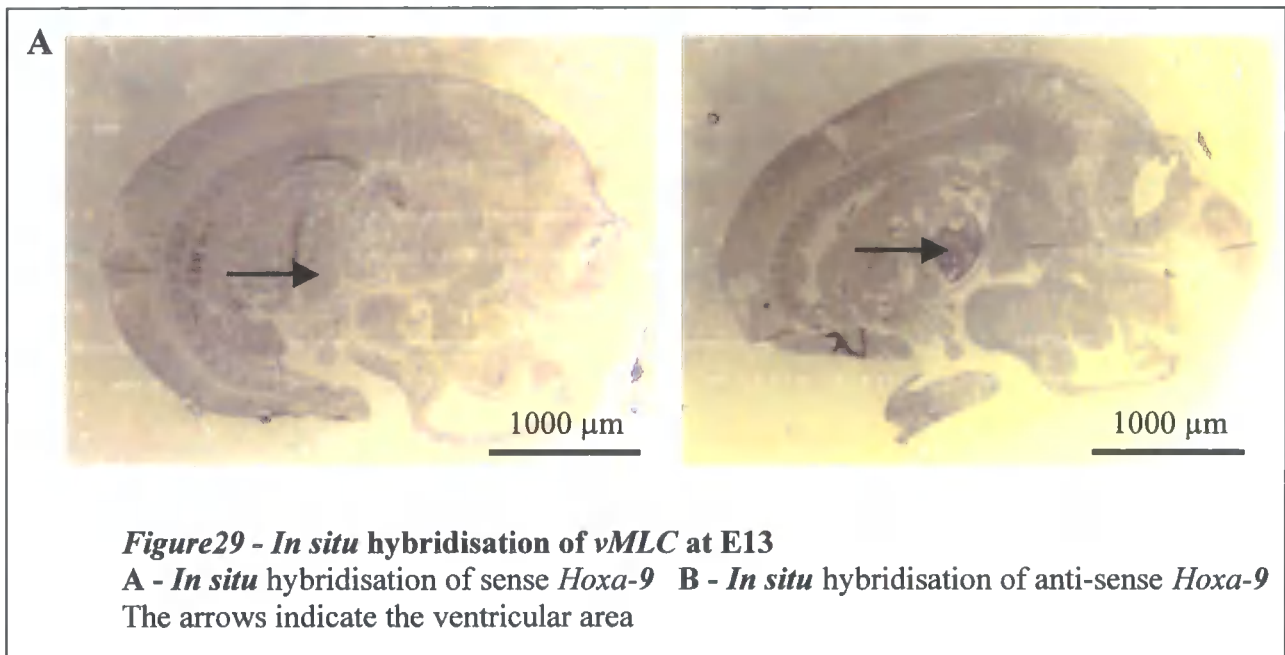 A
1000 μm
1000 μm
Figure29 - In situ hybridisation of vMLC at E13
A - In situ hybridisation of sense Hoxa-9 B - In situ hybridisation of anti-sense Hoxa-9
The arrows indicate the ventricular area